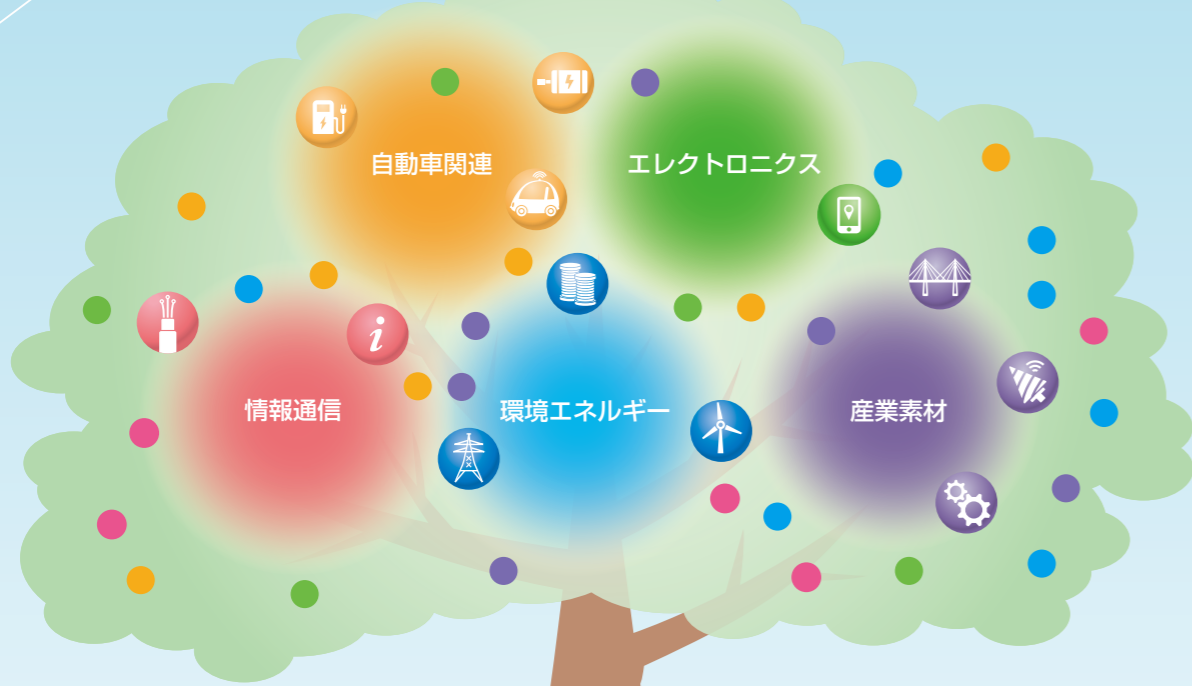 自動車関連
エレクトロニクス
情報通信
環境エネルギー
産業素材